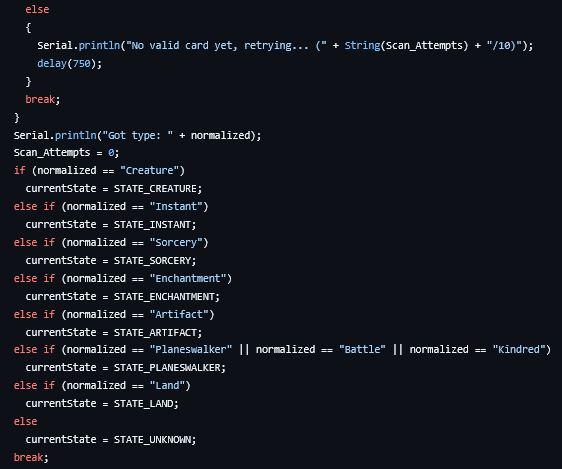 else
{
Serial.println("No valid card yet, retrying... (" + String(Scan_Attempts) + "/10)");
delay(750);
}
break;
}
Serial.println("Got type: " + normalized);
Scan_Attempts = 0;
if (normalized == "Creature")
currentState = STATE_CREATURE;
else if (normalized == "Instant")
currentState = STATE_INSTANT;
else if (normalized == "Sorcery")
currentState = STATE_SORCERY;
else if (normalized == "Enchantment")
currentState = STATE_ENCHANTMENT;
else if (normalized == "Artifact")
currentState = STATE_ARTIFACT;
else if (normalized == "Planeswalker" || normalized == "Battle" || normalized == "Kindred")
currentState = STATE_PLANESWALKER;
else if (normalized == "Land")
currentState = STATE_LAND;
else
currentState = STATE_UNKNOWN;
break;